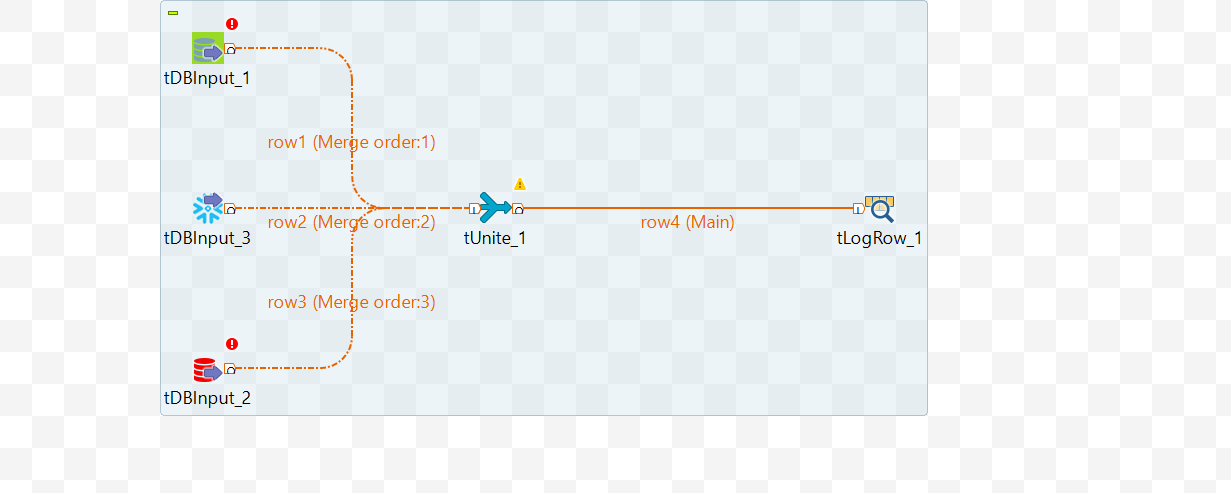 tDBInput_1
row1 (Merge order:1)
row2 (Merge order:2)
row4 (Main)
tDBInput_3
tUnite_1
tLogRow_1
row3 (Merge order:3)
tDBInput_2